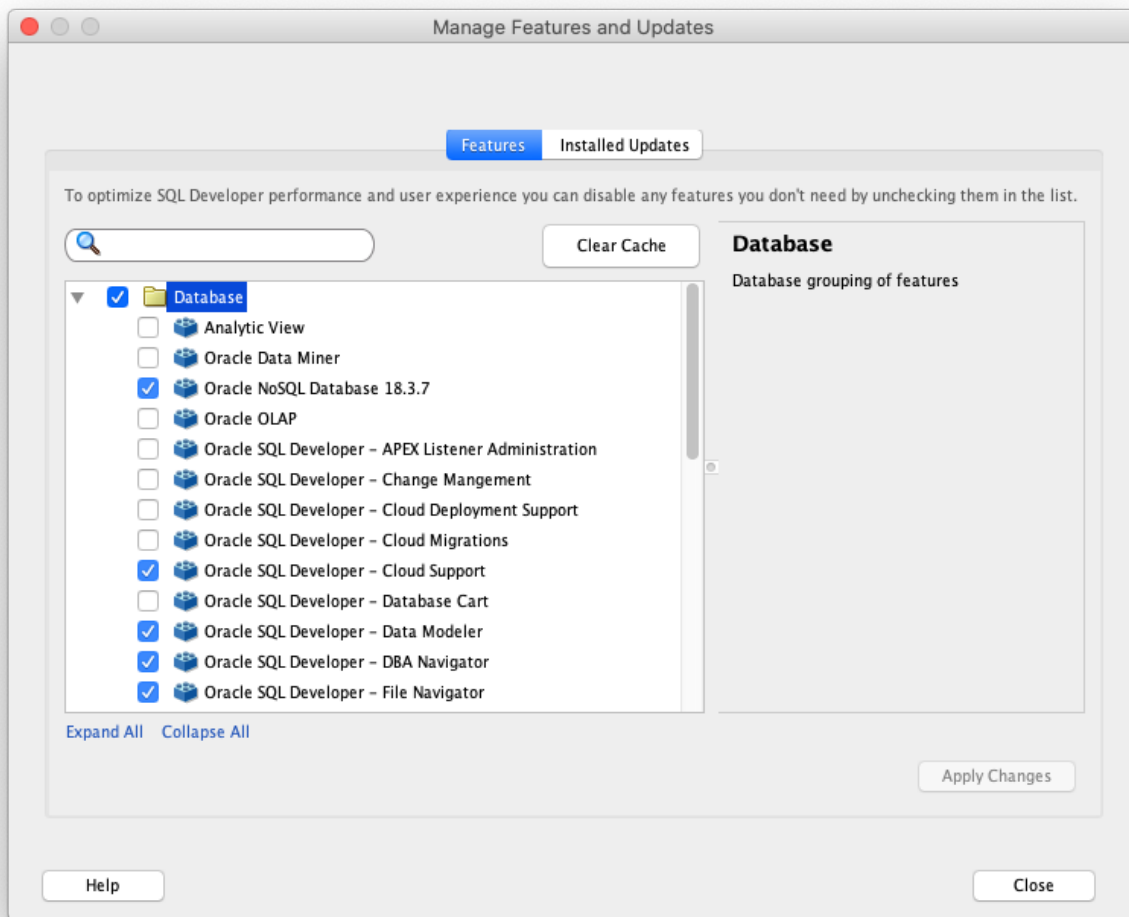 Manage Features and Updates
Features
Installed Updates
To optimize SQL Developer performance and user experience you can disable any features you don't need by unchecking them in the list.
Clear Cache
Database
Analytic View
Oracle Data Miner
Oracle NoSQL Database 18.3.7
Oracle OLAP
Oracle SQL Developer – APEX Listener Administration
Oracle SQL Developer – Change Mangement
Oracle SQL Developer – Cloud Deployment Support
Oracle SQL Developer – Cloud Migrations
Oracle SQL Developer – Cloud Support
Oracle SQL Developer – Database Cart
Oracle SQL Developer – Data Modeler
Oracle SQL Developer – DBA Navigator
Oracle SQL Developer – File Navigator
Database
Database grouping of features
Expand All
Collapse All
Apply Changes
Help
Close